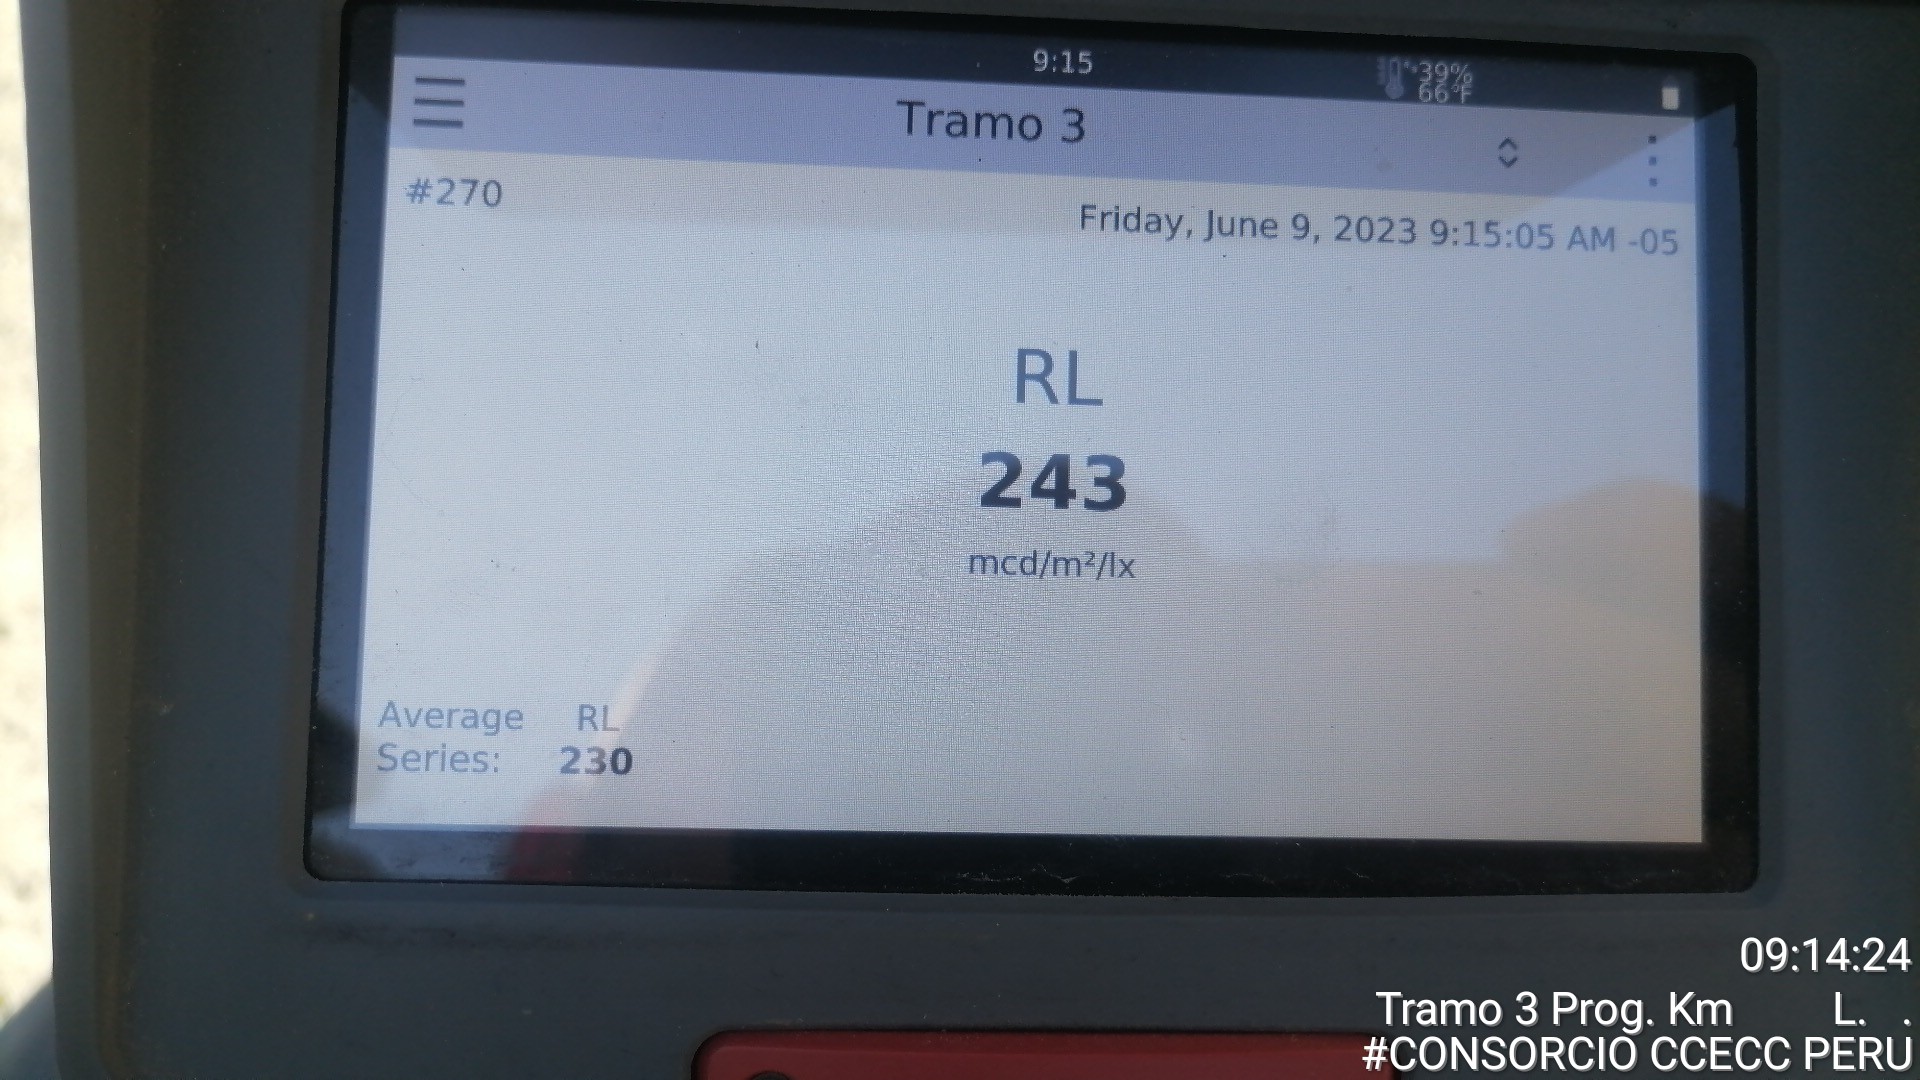 9:15
39%
66°F
Tramo 3
#270
Friday, June 9, 2023 9:15:05 AM -05
RL
243
mcd/m²/lx
Average RL
Series: 230
09:14:24
Tramo 3 Prog. Km L. .
#CONSORCIO CCECC PERU